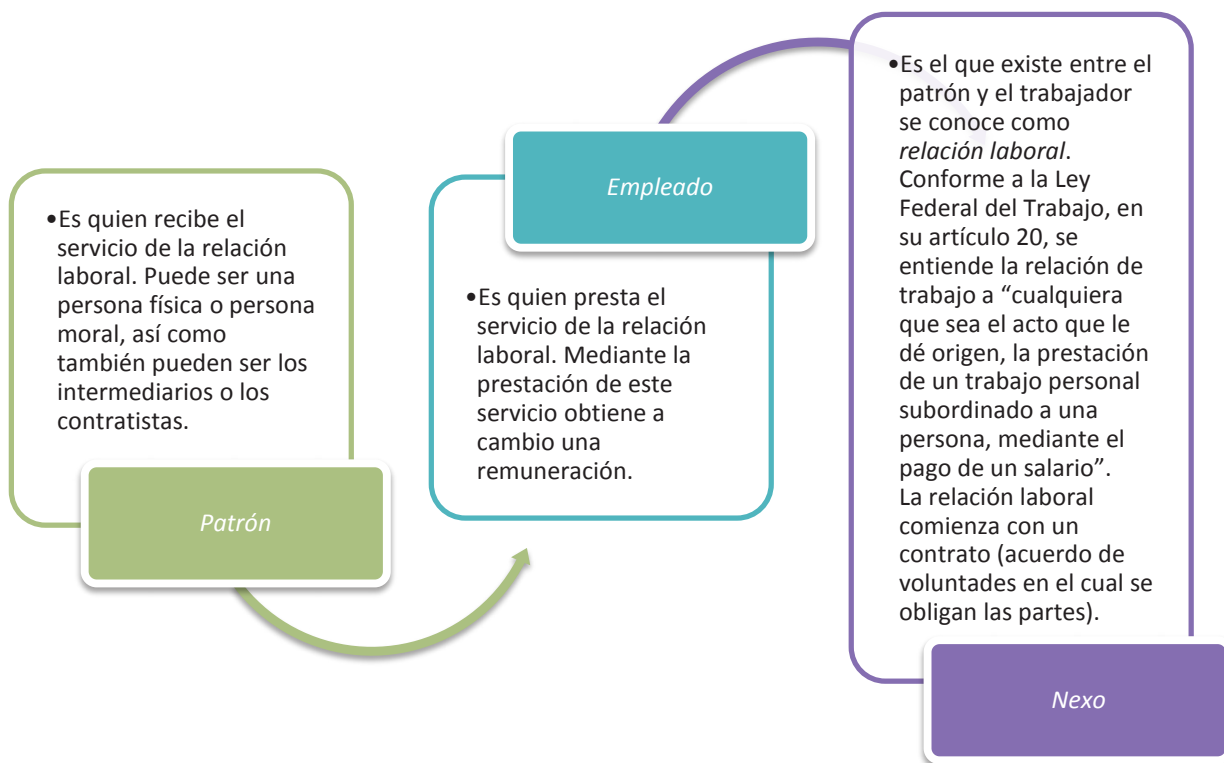 •Es quien recibe el
servicio de la relación
laboral. Puede ser una
persona física o persona
moral, así como
también pueden ser los
intermediarios o los
contratistas.
Patrón
Empleado
•Es quien presta el
servicio de la relación
laboral. Mediante la
prestación de este
servicio obtiene a
cambio una
remuneración.
•Es el que existe entre el
patrón y el trabajador
se conoce como
relación laboral.
Conforme a la Ley
Federal del Trabajo, en
su artículo 20, se
entiende la relación de
trabajo a “cualquiera
que sea el acto que le
dé origen, la prestación
de un trabajo personal
subordinado a una
persona, mediante el
pago de un salario”.
La relación laboral
comienza con un
contrato (acuerdo de
voluntades en el cual se
obligan las partes).
Nexo